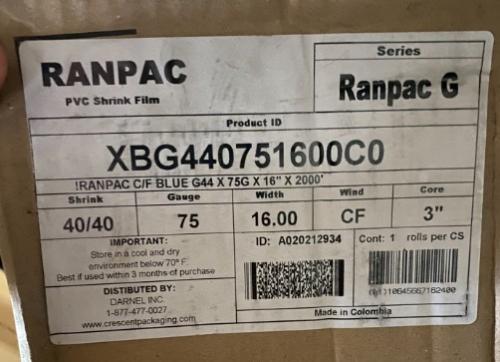 RANPAC
PVC Shrink Film
Series
Ranpac G
Product ID
XBG440751600C0
!RANPAC C/F BLUE G44 X 75G X 16" X 2000'
Shrink Gauge Width Wind Core
40/40 75 16.00 CF 3"
IMPORTANT:
Store in a cool and dry
environment below 70° F.
Best if used within 3 months of purchase
ID: A020212934
Cont: 1 rolls per CS
DISTIBUTED BY:
DARNEL INC.
1-877-477-0027
www.crescentpackaging.com
Made in Colombia